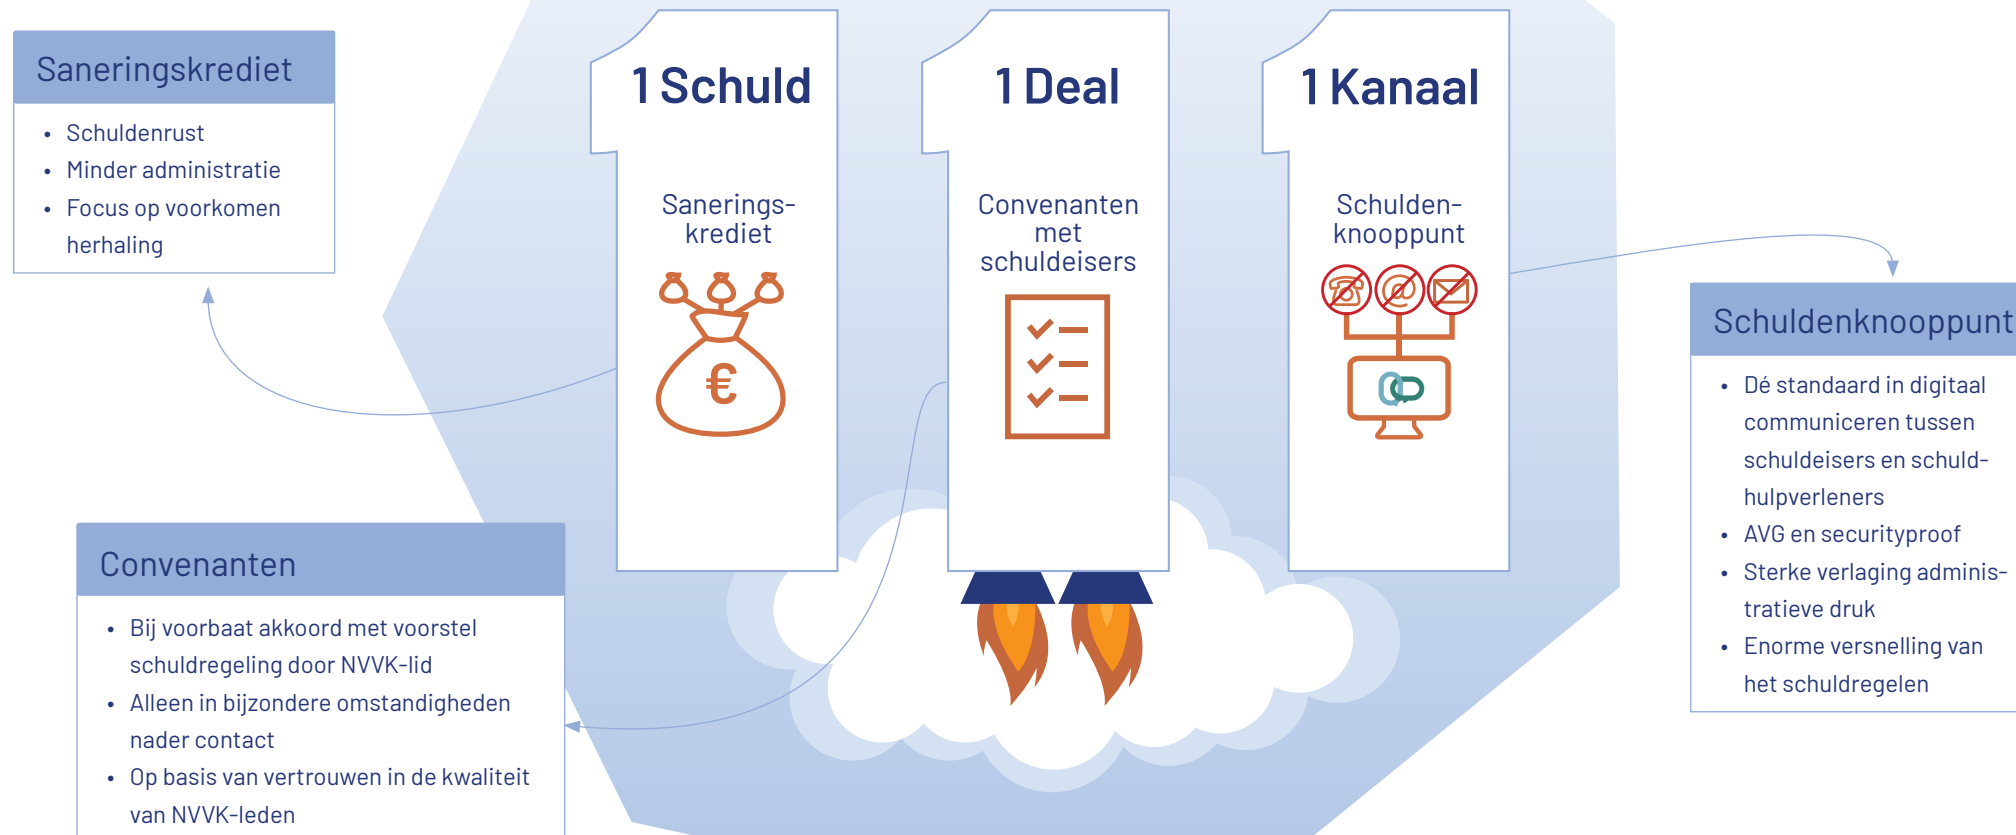 Saneringskrediet
• Schuldenrust
• Minder administratie
• Focus op voorkomen
herhaling
1 Schuld
Sanerings-
krediet
€
1 Deal
Convenanten
met
schuldeisers
1 Kanaal
Schulden-
knooppunt
@
Schuldenknooppunt
• Dé standaard in digitaal
communiceren tussen
schuldeisers en schuld-
hulpverleners
• AVG en securityproof
• Sterke verlaging adminis-
tratieve druk
• Enorme versnelling van
het schuldregelen
Convenanten
• Bij voorbaat akkoord met voorstel
schuldregeling door NVVK-lid
• Alleen in bijzondere omstandigheden
nader contact
• Op basis van vertrouwen in de kwaliteit
van NVVK-leden